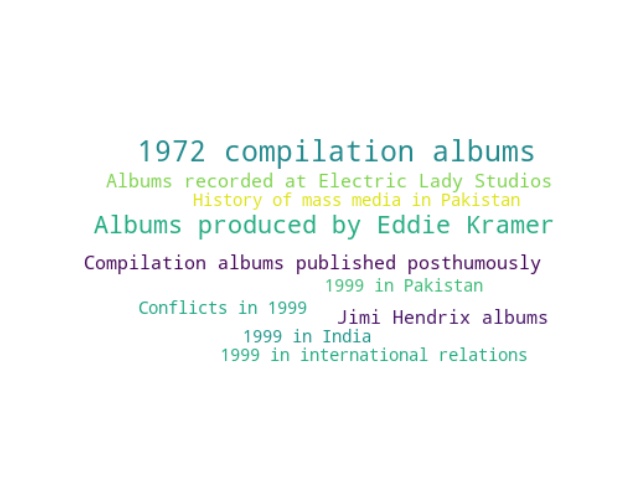 1972 compilation albums
Albums recorded at Electric Lady Studios
History of mass media in Pakistan
Albums produced by Eddie Kramer
Compilation albums published posthumously
1999 in Pakistan
Conflicts in 1999
Jimi Hendrix albums
1999 in India
1999 in international relations